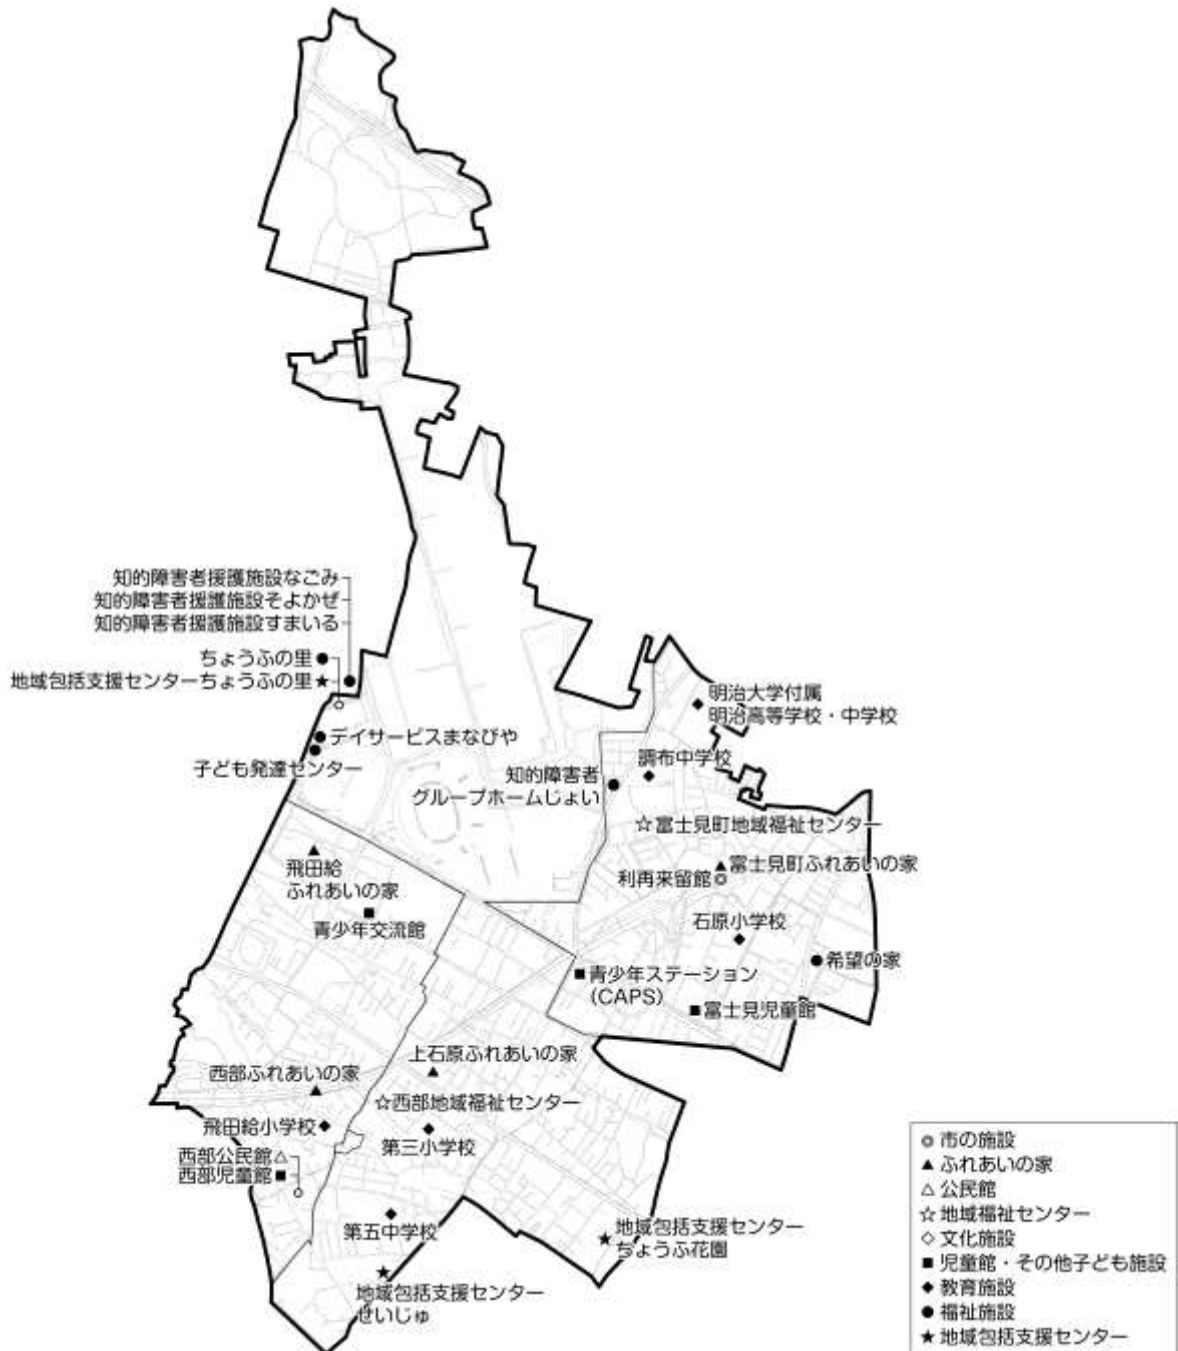 知的障害者援護施設なごみ
知的障害者援護施設そよかぜ
知的障害者援護施設すまいる
ちょうふの里●
地域包括支援センターちょうふの里★
●デイサービスまなびや
子ども発達センター
明治大学付属
明治高等学校・中学校
調布中学校
知的障害者
グループホームじょい
☆富士見町地域福祉センター
富士見町ふれあいの家
利再来留館◎
飛田給
ふれあいの家
青少年交流館
石原小学校
●希望の家
■青少年ステーション
(CAPS)
■富士見児童館
上石原ふれあいの家
西部ふれあいの家
☆西部地域福祉センター
飛田給小学校◆
第三小学校
西部公民館△
西部児童館■
第五中学校
★地域包括支援センター
ちょうふ花園
地域包括支援センター
せいじゅ
◎ 市の施設
▲ ふれあいの家
△ 公民館
☆ 地域福祉センター
◇ 文化施設
■ 児童館・その他子ども施設
◆ 教育施設
● 福祉施設
★ 地域包括支援センター